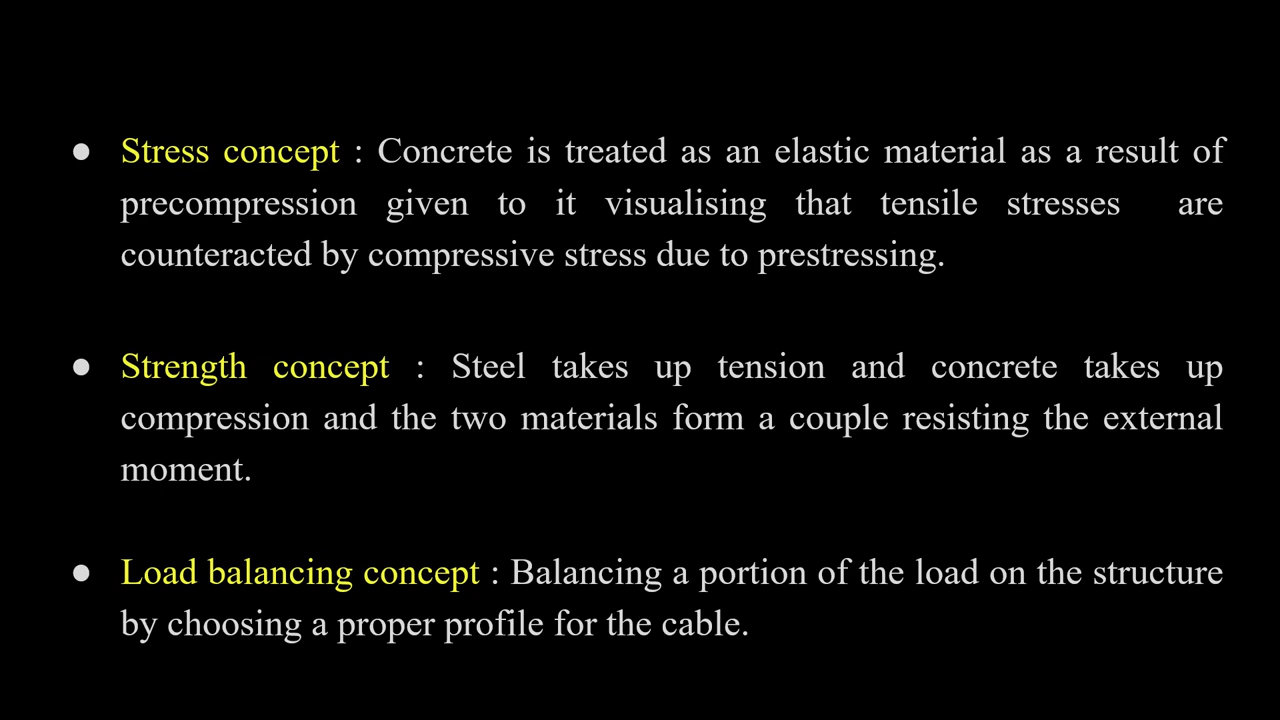 ● Stress concept : Concrete is treated as an elastic material as a result of
precompression given to it visualising that tensile stresses are
counteracted by compressive stress due to prestressing.
● Strength concept : Steel takes up tension and concrete takes up
compression and the two materials form a couple resisting the external
moment.
● Load balancing concept : Balancing a portion of the load on the structure
by choosing a proper profile for the cable.